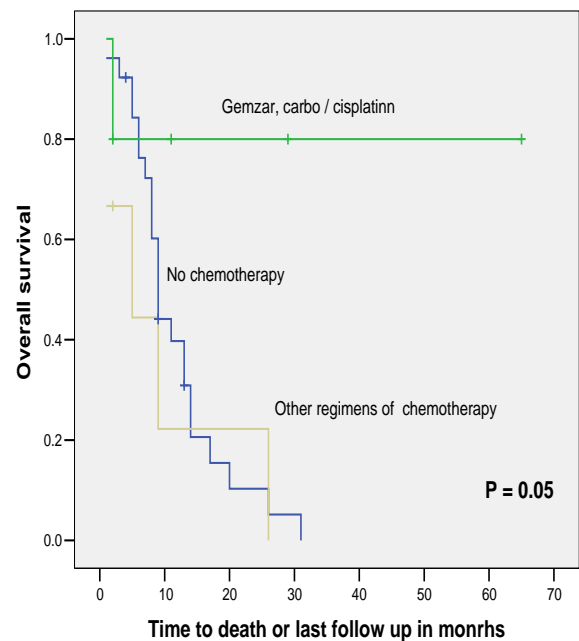 Overall survival
1.0
0.8
0.6
0.4
0.2
0.0
Gemzar, carbo / cisplatinn
No chemotherapy
Other regimens of chemotherapy
P = 0.05
0 10 20 30 40 50 60 70
Time to death or last follow up in monrhs